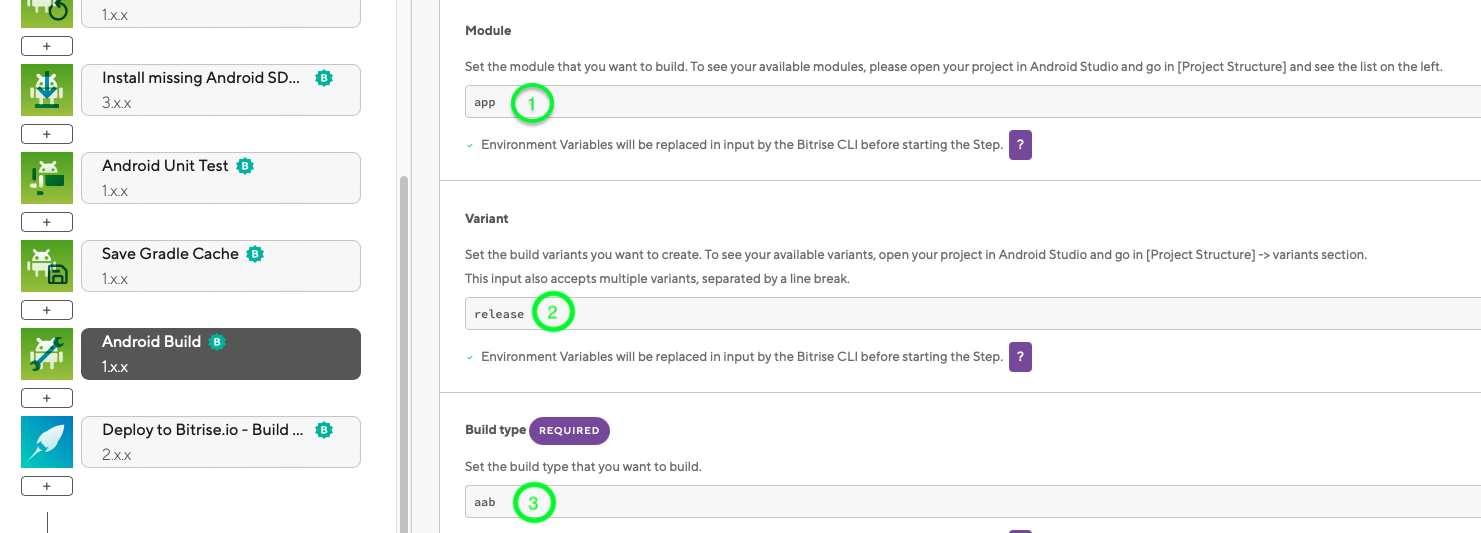 1.x.x
+
Install missing Android SD...
3.x.x
+
Android Unit Test
1.x.x
+
Save Gradle Cache
1.x.x
+
Android Build
1.x.x
+
Deploy to Bitrise.io - Build ...
2.x.x
+
Module
Set the module that you want to build. To see your available modules, please open your project in Android Studio and go in [Project Structure] and see the list on the left.
app 1
Environment Variables will be replaced in input by the Bitrise CLI before starting the Step. ?
Variant
Set the build variants you want to create. To see your available variants, open your project in Android Studio and go in [Project Structure] -> variants section.
This input also accepts multiple variants, separated by a line break.
release 2
Environment Variables will be replaced in input by the Bitrise CLI before starting the Step. ?
Build type REQUIRED
Set the build type that you want to build.
aab 3